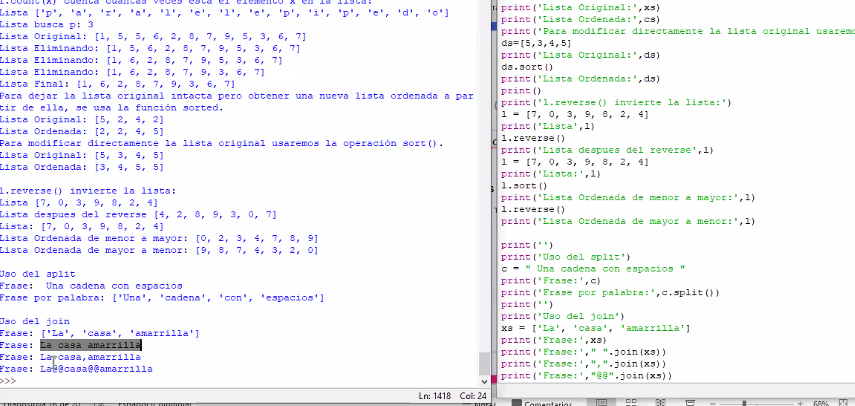 l.count(x) cuenta cuantas veces está el elemento x en la lista:
Lista ['p', 'a', 'r', 'a', 'l', 'e', 'l', 'e', 'p', 'i', 'p', 'e', 'd', 'o']
Lista busca p: 3
Lista Original: [1, 5, 5, 6, 2, 8, 7, 9, 5, 3, 6, 7]
Lista Eliminando: [1, 5, 6, 2, 8, 7, 9, 5, 3, 6, 7]
Lista Eliminando: [1, 6, 2, 8, 7, 9, 5, 3, 6, 7]
Lista Eliminando: [1, 6, 2, 8, 7, 9, 3, 6, 7]
Lista Final: [1, 6, 2, 8, 7, 9, 3, 6, 7]
Para dejar la lista original intacta pero obtener una nueva lista ordenada a par
tir de ella, se usa la función sorted.
Lista Original: [5, 2, 4, 2]
Lista Ordenada: [2, 2, 4, 5]
Para modificar directamente la lista original usaremos la operación sort().
Lista Original: [5, 3, 4, 5]
Lista Ordenada: [3, 4, 5, 5]
l.reverse() invierte la lista:
Lista [7, 0, 3, 9, 8, 2, 4]
Lista despues del reverse [4, 2, 8, 9, 3, 0, 7]
Lista: [7, 0, 3, 9, 8, 2, 4]
Lista Ordenada de menor a mayor: [0, 2, 3, 4, 7, 8, 9]
Lista Ordenada de mayor a menor: [9, 8, 7, 4, 3, 2, 0]
Uso del split
Frase:  Una cadena con espacios
Frase por palabra: ['Una', 'cadena', 'con', 'espacios']
Uso del join
Frase: ['La', 'casa', 'amarrilla']
Frase: La casa amarrilla
Frase: La,casa,amarrilla
Frase: La@@casa@@amarrilla
>>>
Ln: 1418 Col: 24
print('Lista Original:',xs)
print('Lista Ordenada:',cs)
print('Para modificar directamente la lista original usaremo
ds=[5,3,4,5]
print('Lista Original:',ds)
ds.sort()
print('Lista Ordenada:',ds)
print()
print('l.reverse() invierte la lista:')
l = [7, 0, 3, 9, 8, 2, 4]
print('Lista',l)
l.reverse()
print('Lista despues del reverse',l)
l = [7, 0, 3, 9, 8, 2, 4]
print('Lista:',l)
l.sort()
print('Lista Ordenada de menor a mayor:',l)
l.reverse()
print('Lista Ordenada de mayor a menor:',l)
print('')
print('Uso del split')
c = " Una cadena con espacios "
print('Frase:',c)
print('Frase por palabra:',c.split())
print('')
print('Uso del join')
xs = ['La', 'casa', 'amarrilla']
print('Frase:',xs)
print('Frase:'," ".join(xs))
print('Frase:',",".join(xs))
print('Frase:',"@@".join(xs))
Comentarios
68%